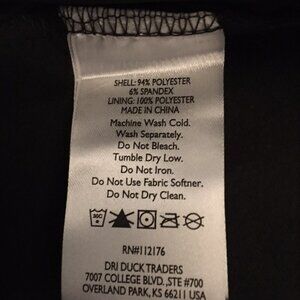 SHELL: 94% POLYESTER
6% SPANDEX
LINING: 100% POLYESTER
MADE IN CHINA
Machine Wash Cold.
Wash Separately.
Do Not Bleach.
Tumble Dry Low.
Do Not Iron.
Do Not Use Fabric Softner.
Do Not Dry Clean.
30C
RN#112176
DRI DUCK TRADERS
7007 COLLEGE BLVD., STE #700
OVERLAND PARK, KS 66211 USA